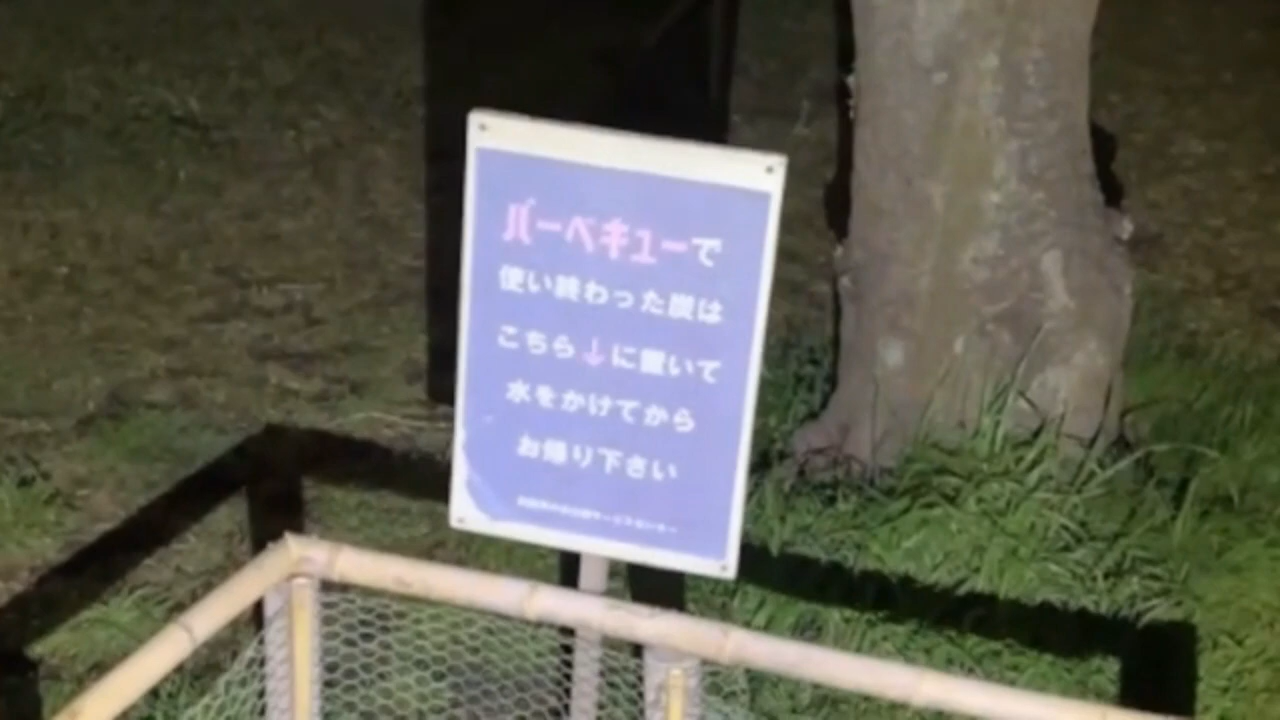 バーベキューで
使い終わった炭は
こちら↓に置いて
水をかけてから
お帰り下さい